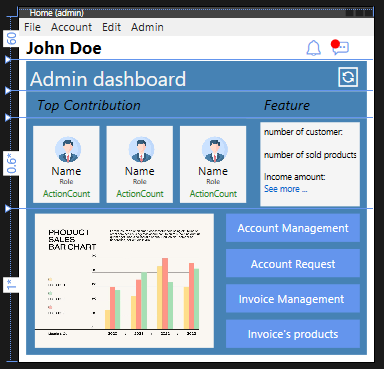 Home (admin)
File Account Edit Admin
60
John Doe
Admin dashboard
Top Contribution Feature
0.6*
Name Name Name
Role Role Role
ActionCount ActionCount ActionCount
number of customer:
number of sold products
Income amount:
See more ...
1*
PRODUCT
SALES
BAR CHART
Account Management
Account Request
Invoice Management
Invoice's products